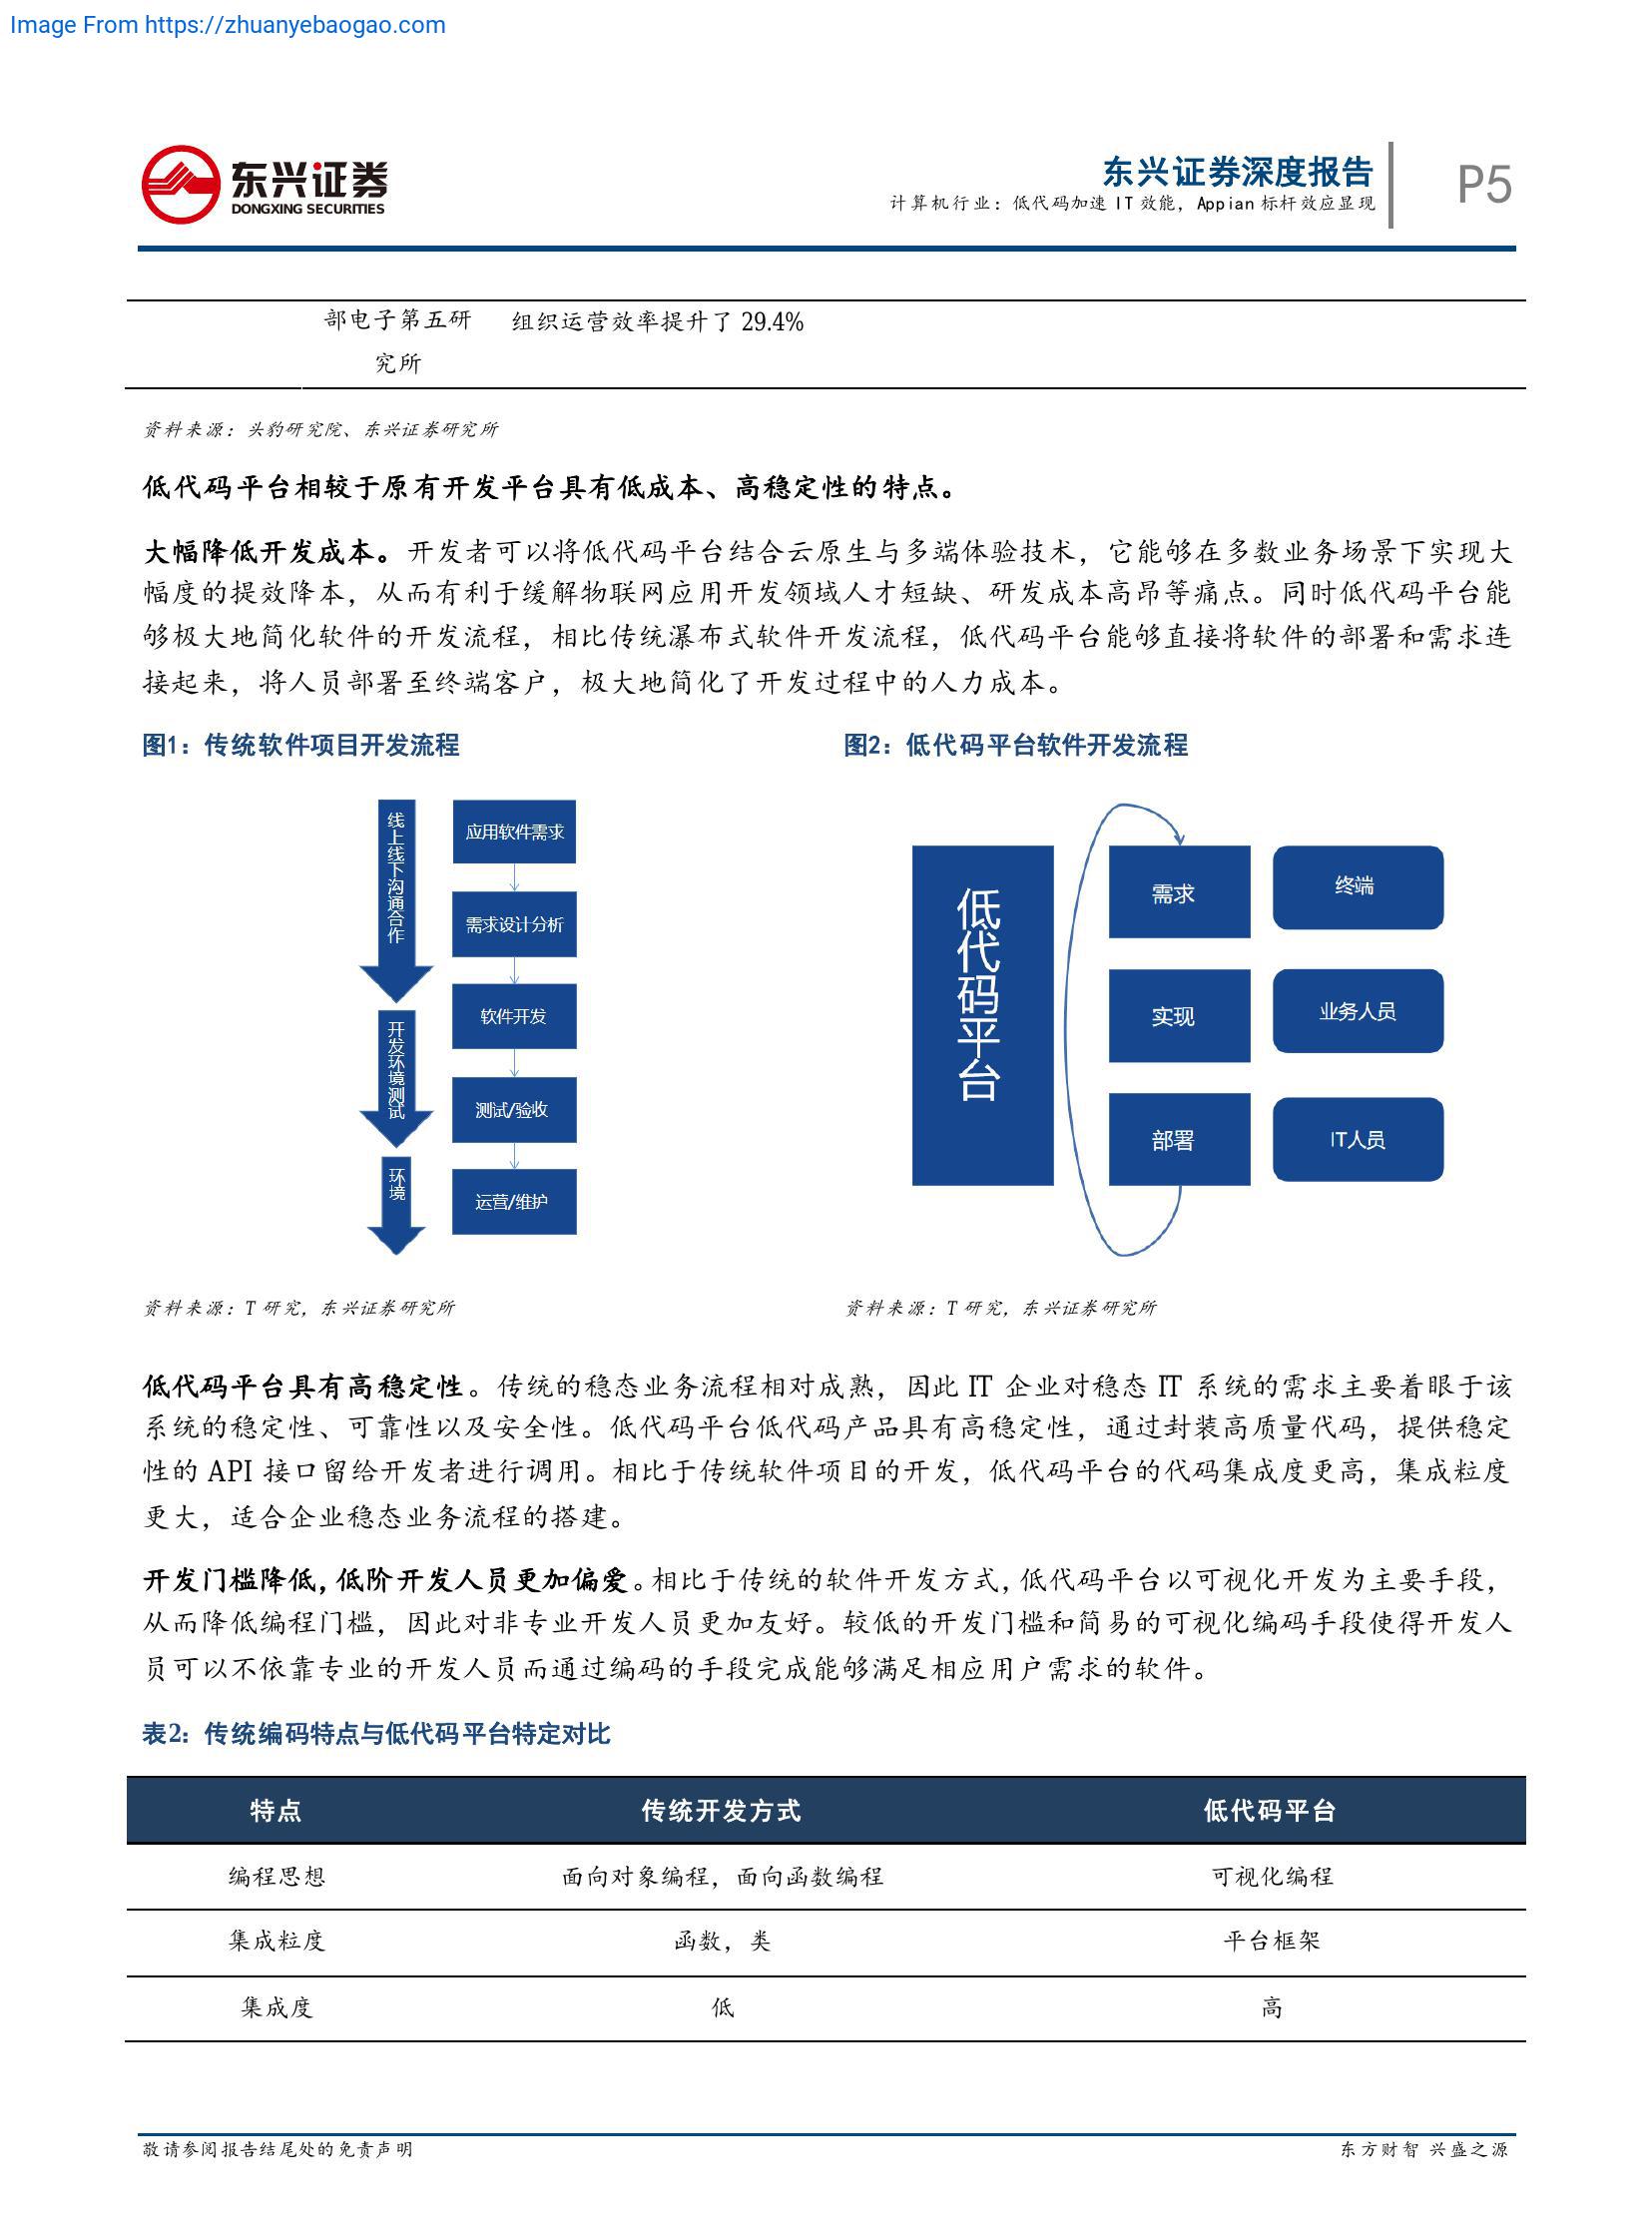 Image From https://zhuanyebaogao.com
东兴证券
DONGXING SECURITIES
东兴证券深度报告
计算机行业：低代码加速 IT 效能，Appian 标杆效应显现
P5
部电子第五研 组织运营效率提升了 29.4%
究所
资料来源：头豹研究院、东兴证券研究所
低代码平台相较于原有开发平台具有低成本、高稳定性的特点。
大幅降低开发成本。开发者可以将低代码平台结合云原生与多端体验技术，它能够在多数业务场景下实现大
幅度的提效降本，从而有利于缓解物联网应用开发领域人才短缺、研发成本高昂等痛点。同时低代码平台能
够极大地简化软件的开发流程，相比传统瀑布式软件开发流程，低代码平台能够直接将软件的部署和需求连
接起来，将人员部署至终端客户，极大地简化了开发过程中的人力成本。
图1：传统软件项目开发流程
线上线下沟通合作
开发环境测试
环境
应用软件需求
需求设计分析
软件开发
测试/验收
运营/维护
资料来源：T 研究，东兴证券研究所
图2：低代码平台软件开发流程
低代码平台
需求
实现
部署
终端
业务人员
IT人员
资料来源：T 研究，东兴证券研究所
低代码平台具有高稳定性。传统的稳态业务流程相对成熟，因此 IT 企业对稳态 IT 系统的需求主要着眼于该
系统的稳定性、可靠性以及安全性。低代码平台低代码产品具有高稳定性，通过封装高质量代码，提供稳定
性的 API 接口留给开发者进行调用。相比于传统软件项目的开发，低代码平台的代码集成度更高，集成粒度
更大，适合企业稳态业务流程的搭建。
开发门槛降低，低阶开发人员更加偏爱。相比于传统的软件开发方式，低代码平台以可视化开发为主要手段，
从而降低编程门槛，因此对非专业开发人员更加友好。较低的开发门槛和简易的可视化编码手段使得开发人
员可以不依靠专业的开发人员而通过编码的手段完成能够满足相应用户需求的软件。
表2：传统编码特点与低代码平台特定对比
特点 传统开发方式 低代码平台
编程思想 面向对象编程，面向函数编程 可视化编程
集成粒度 函数，类 平台框架
集成度 低 高
敬请参阅报告结尾处的免责声明
东方财智 兴盛之源